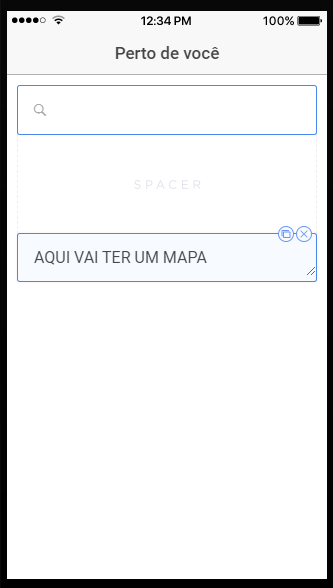 12:34 PM 100%
Perto de você
SPACER
AQUI VAI TER UM MAPA